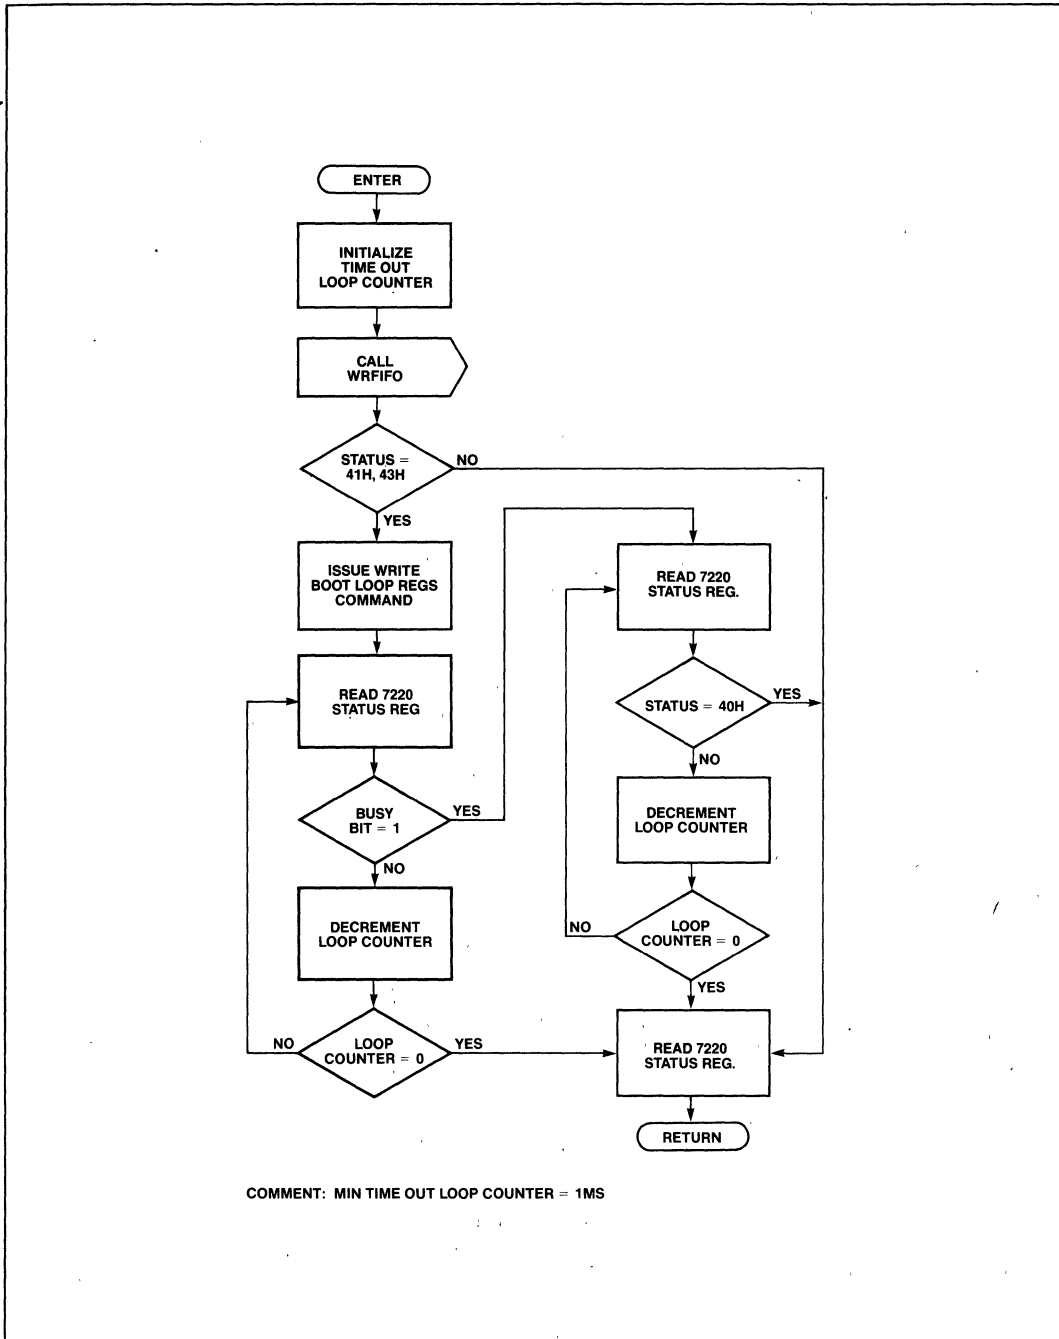 ENTER
INITIALIZE
TIME OUT
LOOP COUNTER
CALL
WRFIFO
STATUS =
41H, 43H
NO
YES
ISSUE WRITE
BOOT LOOP REGS
COMMAND
READ 7220
STATUS REG
BUSY
BIT = 1
YES
NO
DECREMENT
LOOP COUNTER
LOOP
COUNTER = 0
NO
YES
READ 7220
STATUS REG.
STATUS = 40H
YES
NO
DECREMENT
LOOP COUNTER
LOOP
COUNTER = 0
NO
YES
READ 7220
STATUS REG.
RETURN
COMMENT: MIN TIME OUT LOOP COUNTER = 1MS